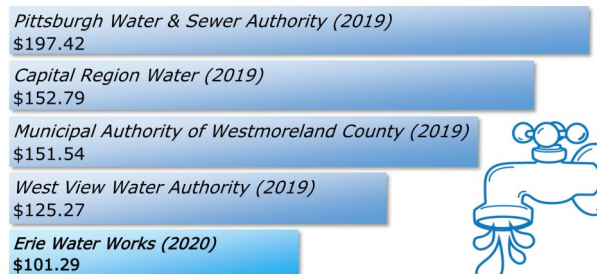 Pittsburgh Water & Sewer Authority (2019)
$197.42
Capital Region Water (2019)
$152.79
Municipal Authority of Westmoreland County (2019)
$151.54
West View Water Authority (2019)
$125.27
Erie Water Works (2020)
$101.29